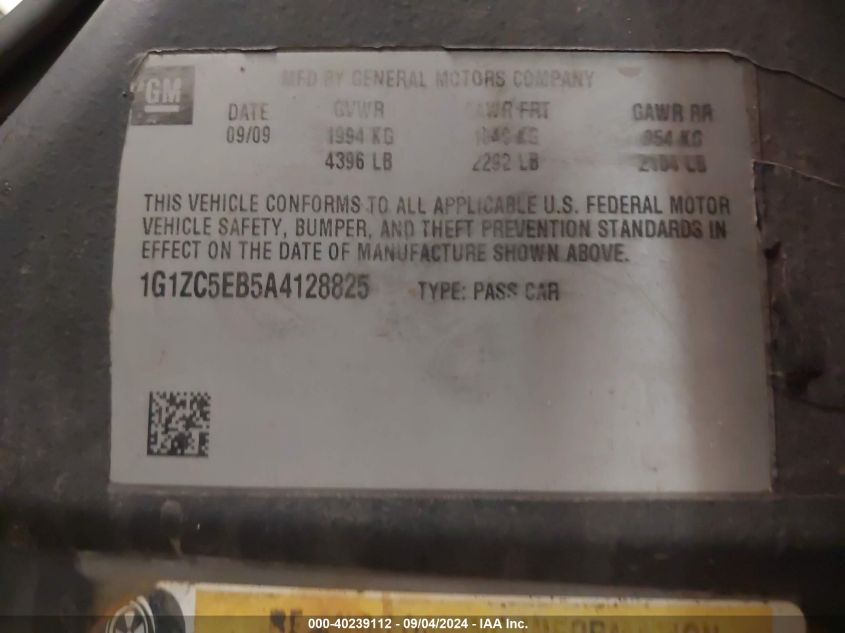 GM
MFD BY GENERAL MOTORS COMPANY
DATE GVWR GAWR FRT GAWR RR
09/09 1994 KG KG KG
4396 LB 2292 LB LB
THIS VEHICLE CONFORMS TO ALL APPLICABLE U.S. FEDERAL MOTOR
VEHICLE SAFETY, BUMPER, AND THEFT PREVENTION STANDARDS IN
EFFECT ON THE DATE OF MANUFACTURE SHOWN ABOVE.
1G1ZC5EB5A4128825 TYPE: PASS CAR
000-40239112 - 09/04/2024 - IAA Inc.